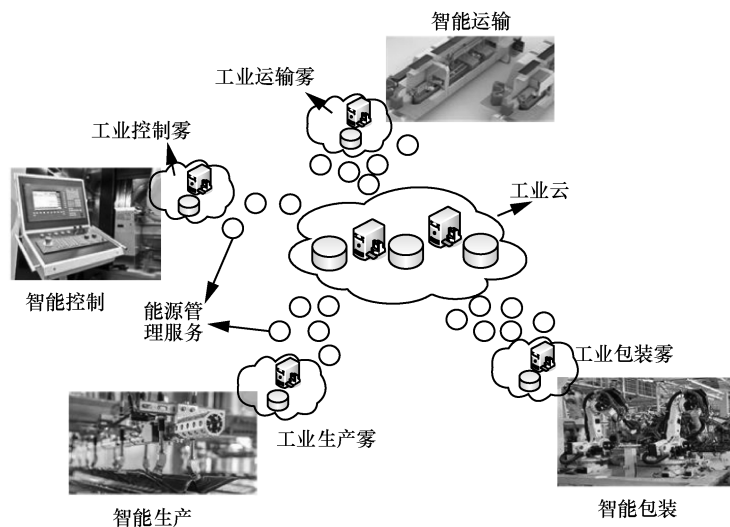 智能运输
工业运输雾
工业控制雾
工业云
智能控制
能源管
理服务
工业包装雾
工业生产雾
智能包装
智能生产